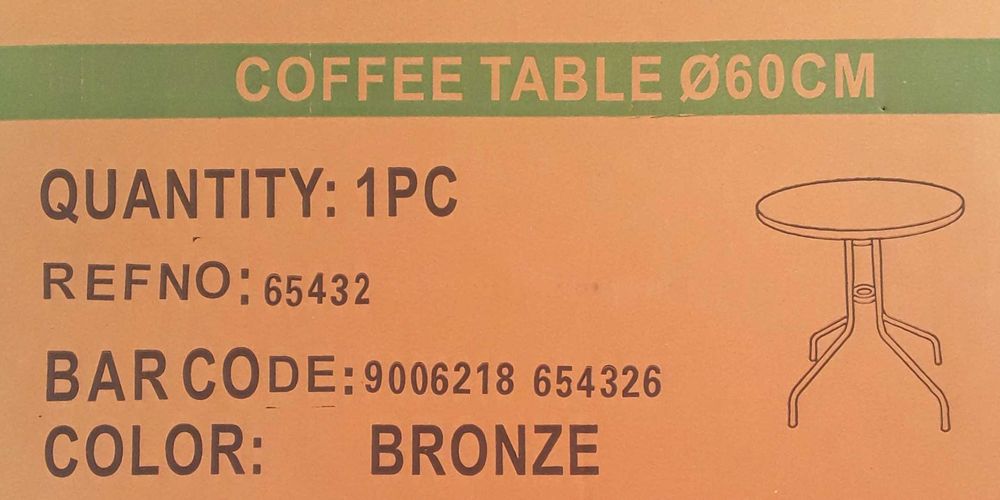 COFFEE TABLE Ø60CM
QUANTITY: 1PC
REFNO: 65432
BAR CODE: 9006218 654326
COLOR: BRONZE